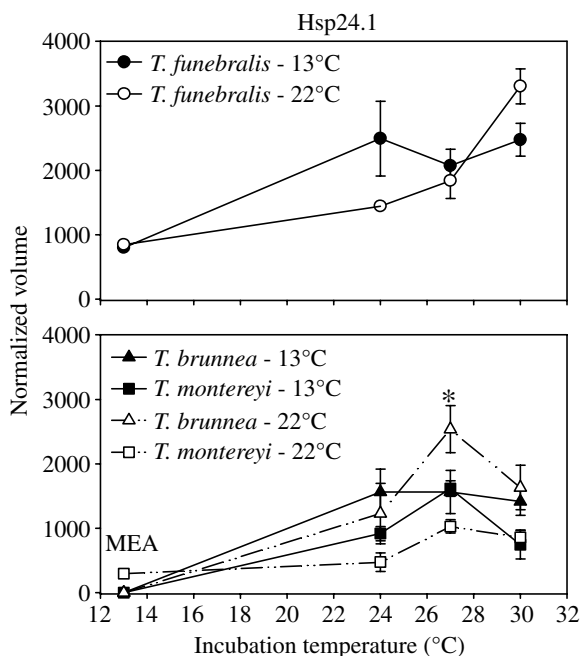 Hsp24.1
4000
T. funebralis - 13°C
T. funebralis - 22°C
3000
2000
1000
0
Normalized volume
4000
T. brunnea - 13°C
T. montereyi - 13°C
T. brunnea - 22°C
T. montereyi - 22°C
3000
*
2000
1000
MEA
0
12 14 16 18 20 22 24 26 28 30 32
Incubation temperature (°C)